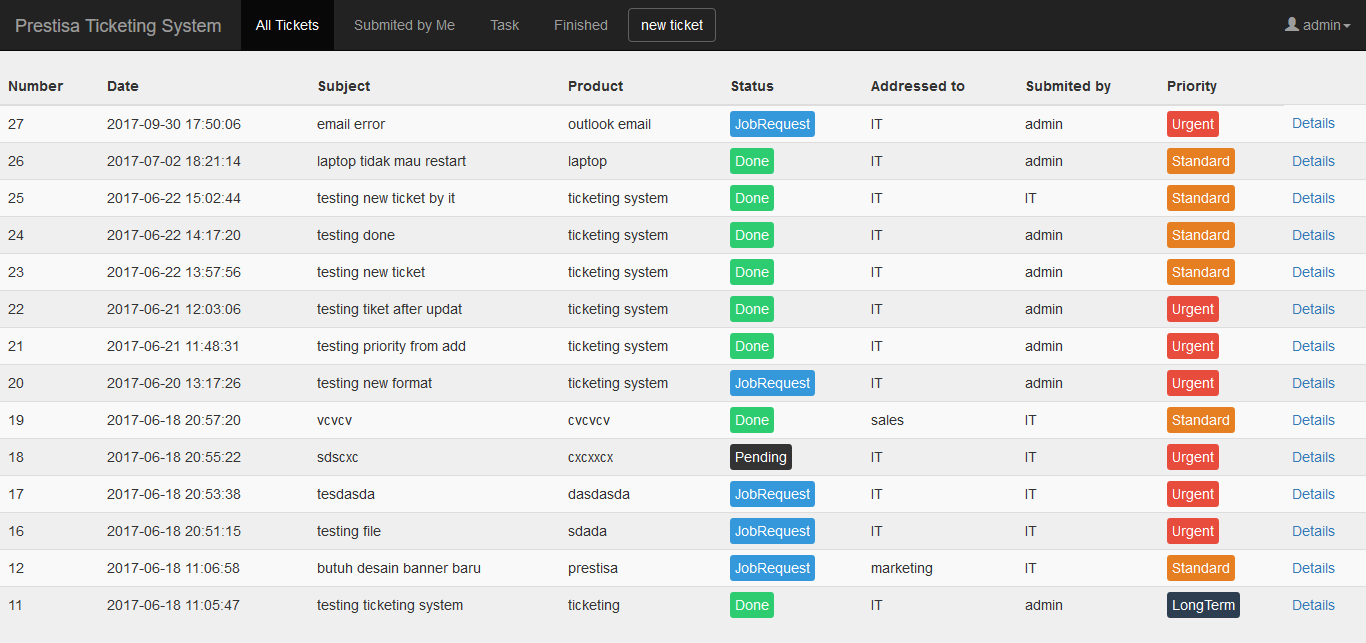 Prestisa Ticketing System All Tickets Submited by Me Task Finished new ticket admin
Number Date Subject Product Status Addressed to Submited by Priority
27 2017-09-30 17:50:06 email error outlook email JobRequest IT admin Urgent Details
26 2017-07-02 18:21:14 laptop tidak mau restart laptop Done IT admin Standard Details
25 2017-06-22 15:02:44 testing new ticket by it ticketing system Done IT IT Standard Details
24 2017-06-22 14:17:20 testing done ticketing system Done IT admin Standard Details
23 2017-06-22 13:57:56 testing new ticket ticketing system Done IT admin Standard Details
22 2017-06-21 12:03:06 testing tiket after updat ticketing system Done IT admin Urgent Details
21 2017-06-21 11:48:31 testing priority from add ticketing system Done IT admin Urgent Details
20 2017-06-20 13:17:26 testing new format ticketing system JobRequest IT admin Urgent Details
19 2017-06-18 20:57:20 vcvcv cvcvcv Done sales IT Standard Details
18 2017-06-18 20:55:22 sdscxc cxcxxcx Pending IT IT Urgent Details
17 2017-06-18 20:53:38 tesdasda dasdasda JobRequest IT IT Urgent Details
16 2017-06-18 20:51:15 testing file sdada JobRequest IT IT Urgent Details
12 2017-06-18 11:06:58 butuh desain banner baru prestisa JobRequest marketing IT Standard Details
11 2017-06-18 11:05:47 testing ticketing system ticketing Done IT admin LongTerm Details